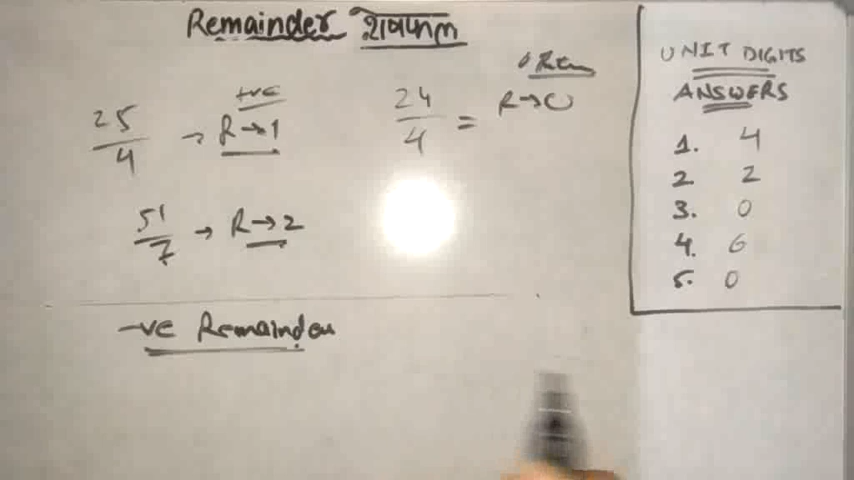 Remainder शेषफल
25/4 → R→1
+ve
24/4 =
0 Rem
R→0
51/7 → R→2
-ve Remainder
UNIT DIGITS
ANSWERS
1. 4
2. 2
3. 0
4. 6
5. 0